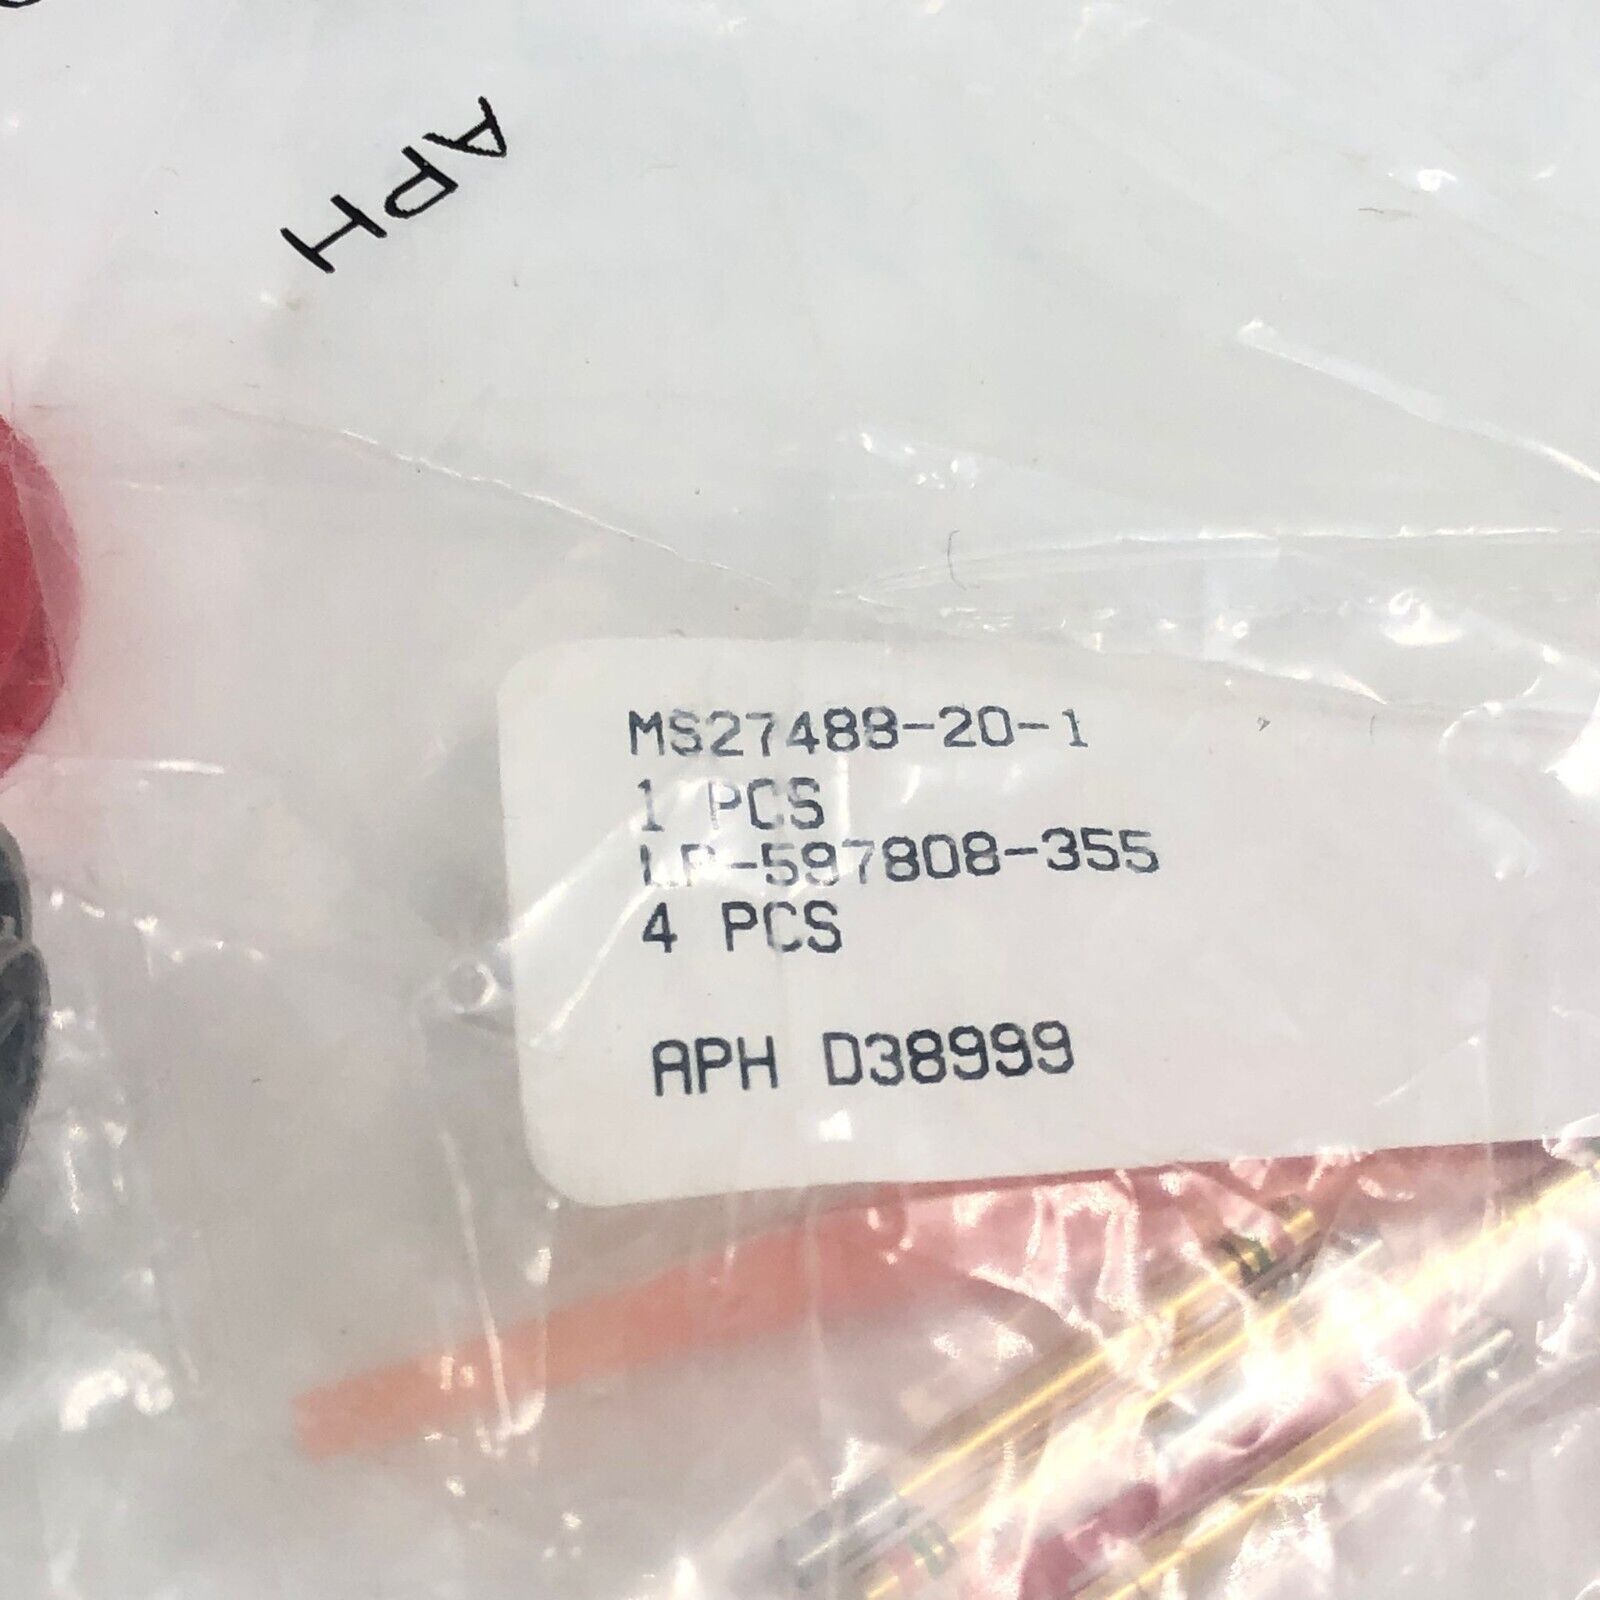 APH
MS27488-20-1
1 PCS
LP-597808-355
4 PCS
APH D38999